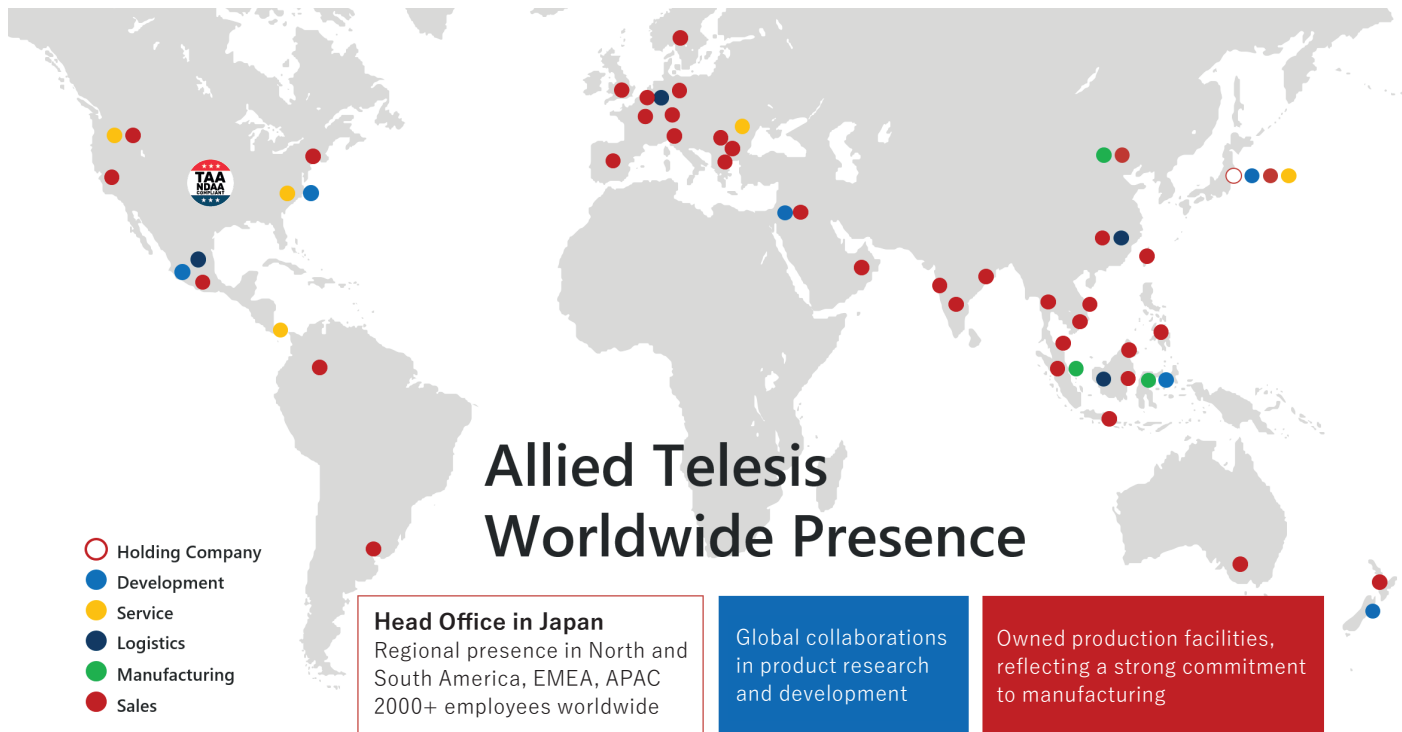 TAA
NDAA
COMPLIANT
Allied Telesis
Worldwide Presence
Holding Company
Development
Service
Logistics
Manufacturing
Sales
Head Office in Japan
Regional presence in North and
South America, EMEA, APAC
2000+ employees worldwide
Global collaborations
in product research
and development
Owned production facilities,
reflecting a strong commitment
to manufacturing